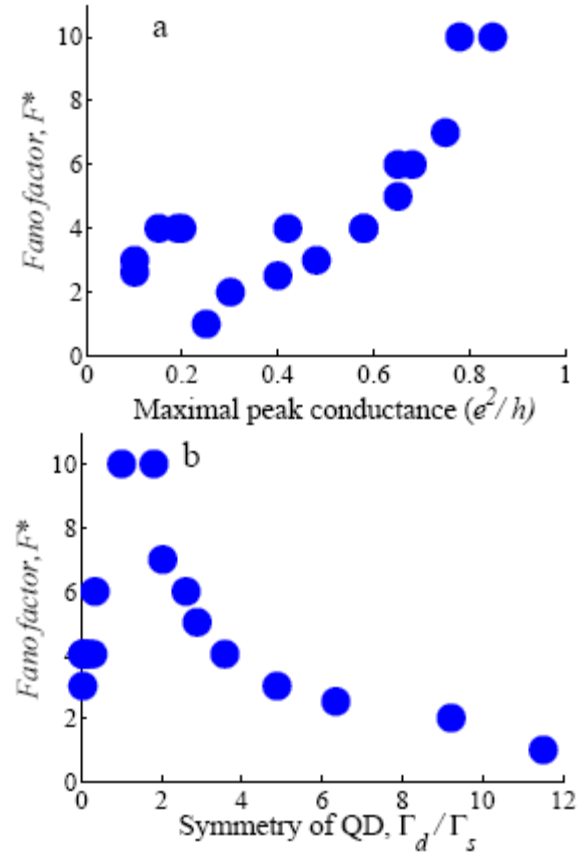 a
10
8
6
4
2
0
Fano factor, F*
0 0.2 0.4 0.6 0.8 1
Maximal peak conductance (e²/h)
b
10
8
6
4
2
0
Fano factor, F*
0 2 4 6 8 10 12
Symmetry of QD, Γ_d/Γ_s